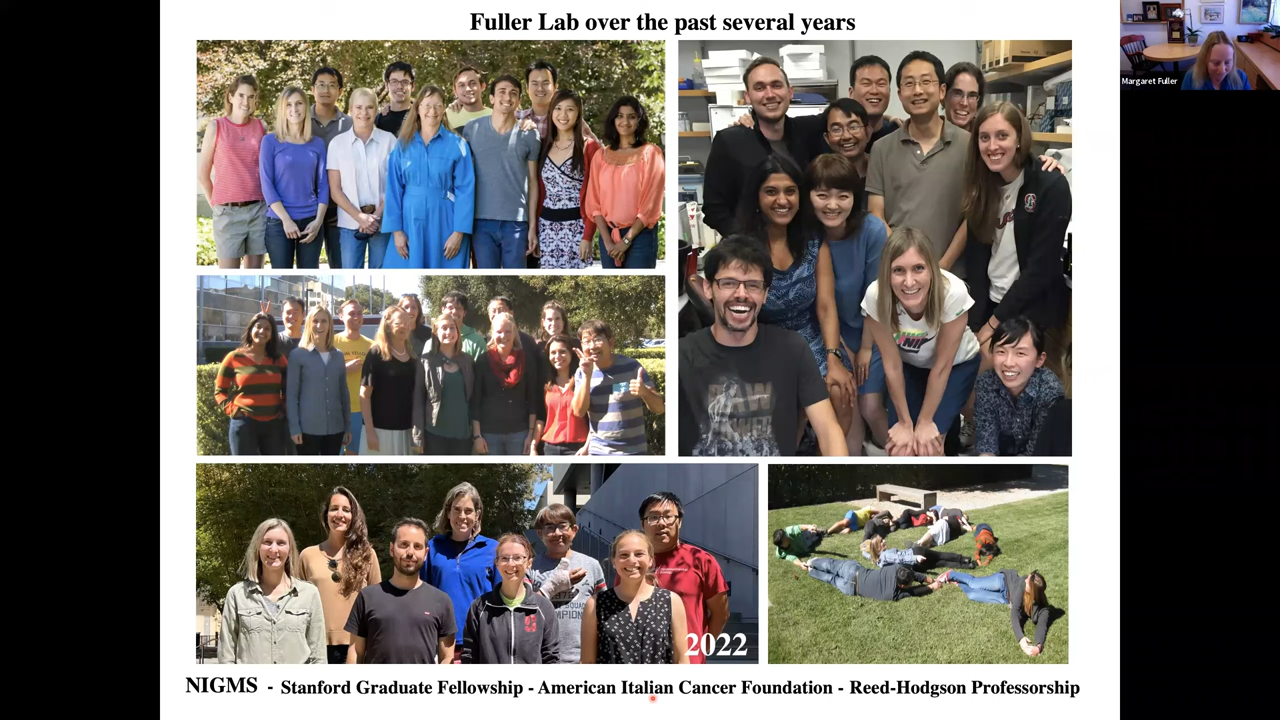 Fuller Lab over the past several years
Margaret Fuller
2022
NIGMS - Stanford Graduate Fellowship - American Italian Cancer Foundation - Reed-Hodgson Professorship